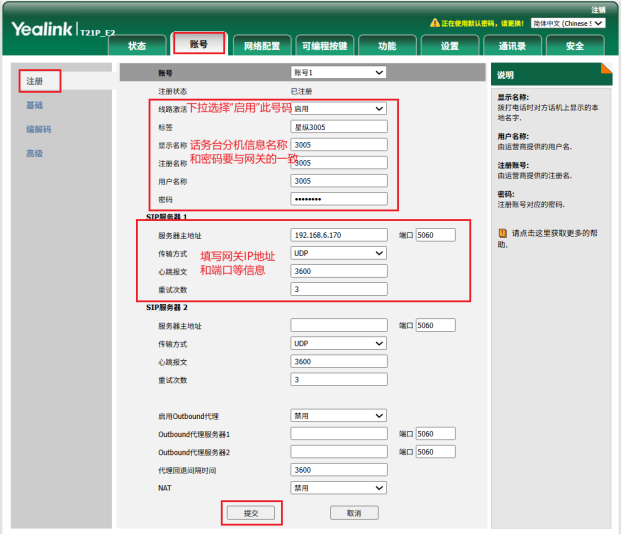 注销
Yealink | T21P_E2
正在使用默认密码，请更换! 简体中文 (Chinese S
状态 账号 网络配置 可编程按键 功能 设置 通讯录 安全
注册
基础
编解码
高级
账号 账号1
注册状态 已注册
线路激活 下拉选择"启用"此号码 启用
标签 星纵3005
显示名称 话务台分机信息名称 3005
注册名称 和密码要与网关的一致 3005
用户名称 3005
密码 ••••••••
SIP服务器 1
服务器主地址 192.168.6.170 端口 5060
传输方式 填写网关IP地址 UDP
心跳报文 和端口等信息 3600
重试次数 3
SIP服务器 2
服务器主地址 端口 5060
传输方式 UDP
心跳报文 3600
重试次数 3
启用Outbound代理 禁用
Outbound代理服务器1 端口 5060
Outbound代理服务器2 端口 5060
代理回退间隔时间 3600
NAT 禁用
提交 取消
说明
显示名称:
拨打电话时对方话机上显示的本
地名字.
用户名称:
由运营商提供的用户名.
注册账号:
由运营商提供的注册名.
密码:
注册账号对应的密码.
请点击这里获取更多的帮
助.